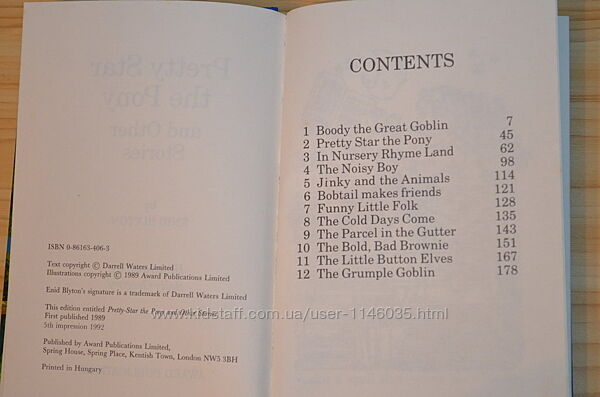 Pretty Star
the Pony
and Other
Stories
by
ENID BLYTON
ISBN 0-86163-406-3
Text copyright © Darrell Waters Limited
Illustrations copyright © 1989 Award Publications Limited
Enid Blyton's signature is a trademark of Darrell Waters Limited
This edition entitled Pretty-Star the Pony and Other Stories
First published 1989
5th impression 1992
Published by Award Publications Limited,
Spring House, Spring Place, Kentish Town, London NW5 3BH
Printed in Hungary
CONTENTS
1 Boody the Great Goblin 7
2 Pretty Star the Pony 45
3 In Nursery Rhyme Land 62
4 The Noisy Boy 98
5 Jinky and the Animals 114
6 Bobtail makes friends 121
7 Funny Little Folk 128
8 The Cold Days Come 135
9 The Parcel in the Gutter 143
10 The Bold, Bad Brownie 151
11 The Little Button Elves 167
12 The Grumple Goblin 178
www.kidstaff.com.ua/user-1146035.html